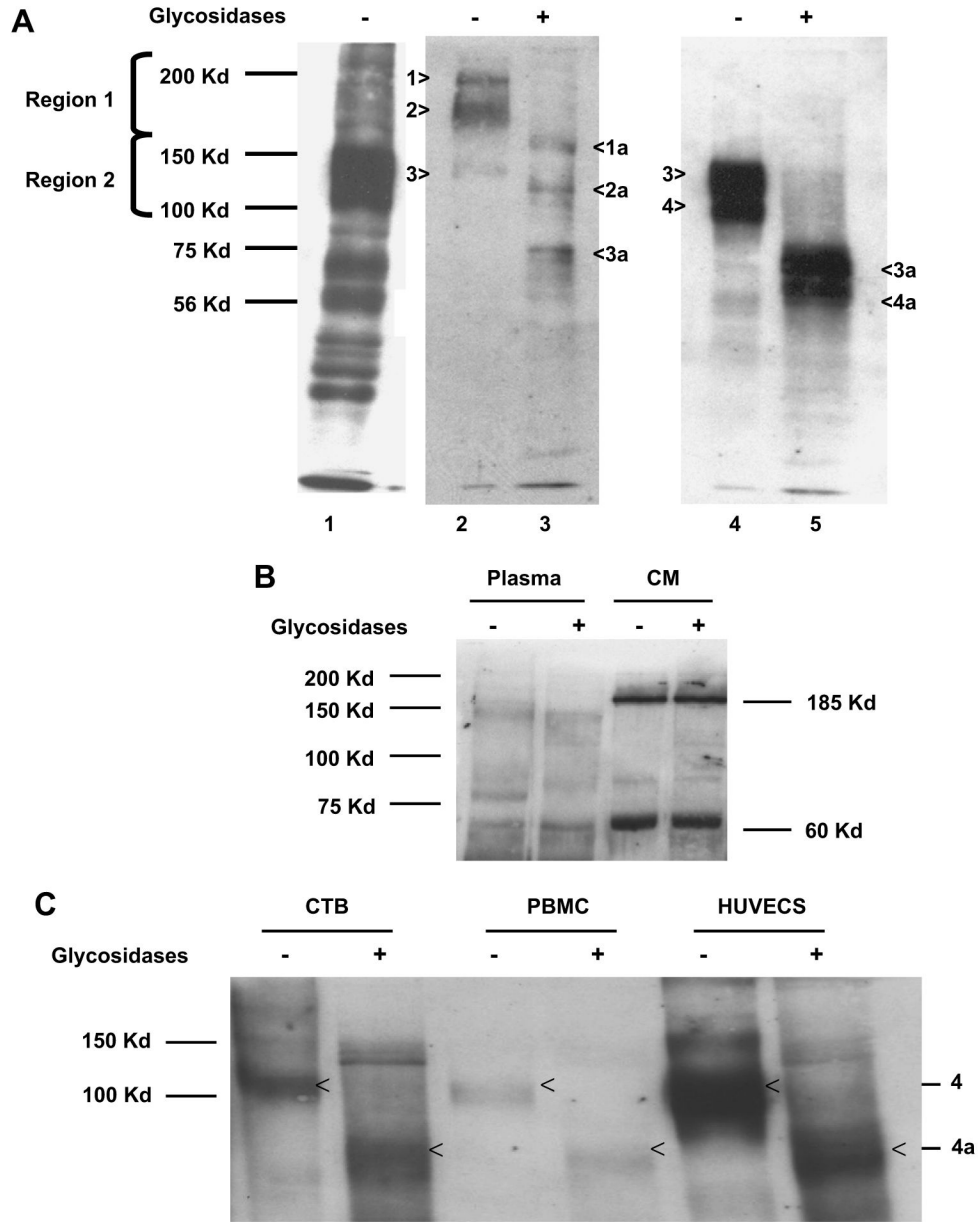 A
Glycosidases - - + - +
Region 1
Region 2
200 Kd
150 Kd
100 Kd
75 Kd
56 Kd
1>
2>
3>
<1a
<2a
<3a
3>
4>
<3a
<4a
1 2 3 4 5
B
Plasma CM
Glycosidases - + - +
200 Kd
150 Kd
100 Kd
75 Kd
185 Kd
60 Kd
C
CTB PBMC HUVECS
Glycosidases - + - + - +
150 Kd
100 Kd
< < < 4
< < < 4a